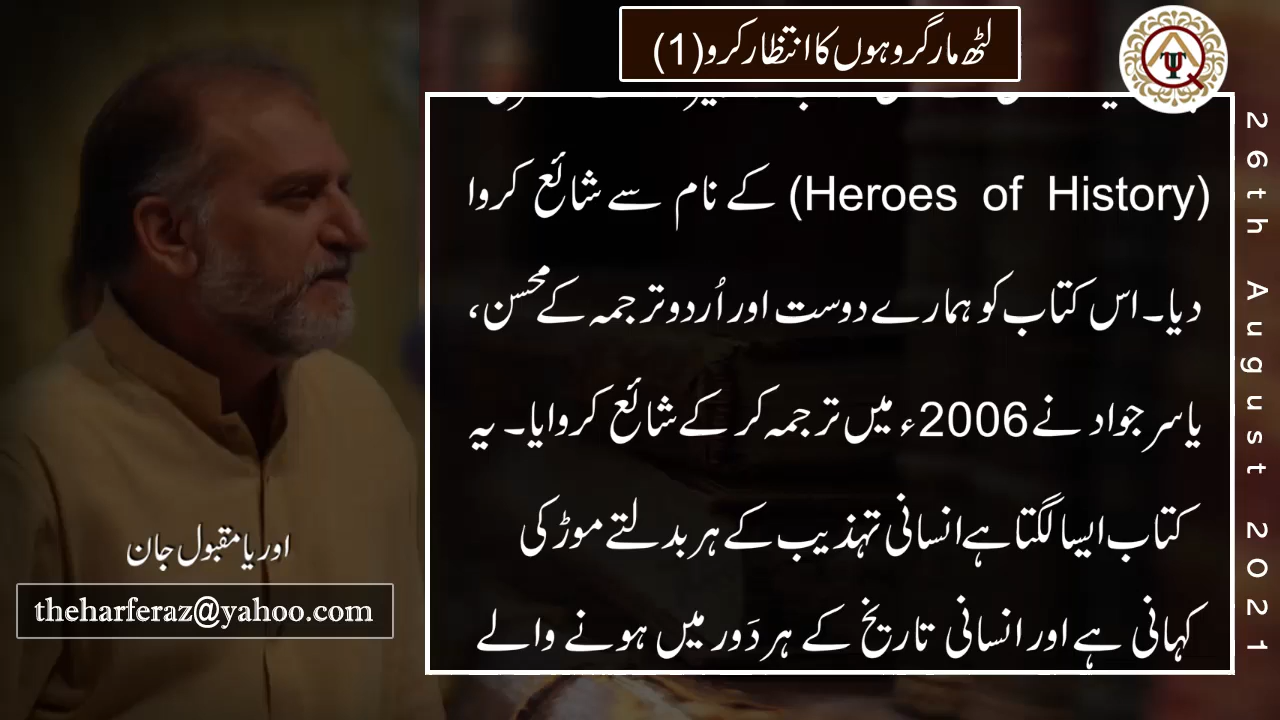 لٹھ مار گروہوں کا انتظار کرو (1)
(Heroes of History) کے نام سے شائع کروا
دیا۔ اس کتاب کو ہمارے دوست اور اُردو ترجمہ کے محسن،
یاسر جواد نے 2006ء میں ترجمہ کر کے شائع کروایا۔ یہ
کتاب ایسا لگتا ہے انسانی تہذیب کے ہر بدلتے موڑ کی
کہانی ہے اور انسانی تاریخ کے ہر دَور میں ہونے والے
اوریا مقبول جان
theharferaz@yahoo.com
26th August 2021